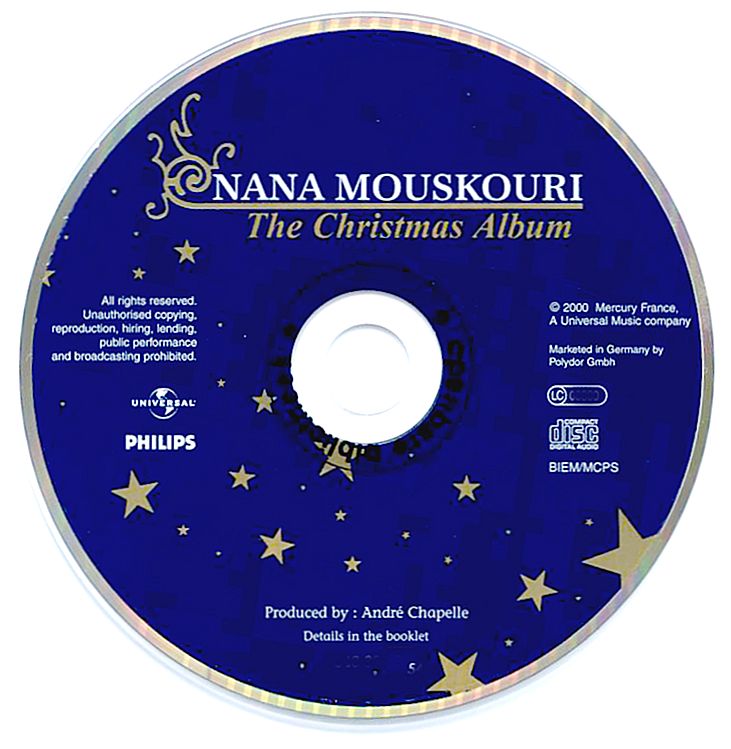 NANA MOUSKOURI
The Christmas Album
All rights reserved.
Unauthorised copying,
reproduction, hiring, lending,
public performance
and broadcasting prohibited.
UNIVERSAL
PHILIPS
© 2000 Mercury France,
A Universal Music company
Marketed in Germany by
Polydor Gmbh
LC
COMPACT
disc
DIGITAL AUDIO
BIEM/MCPS
Produced by : André Chapelle
Details in the booklet